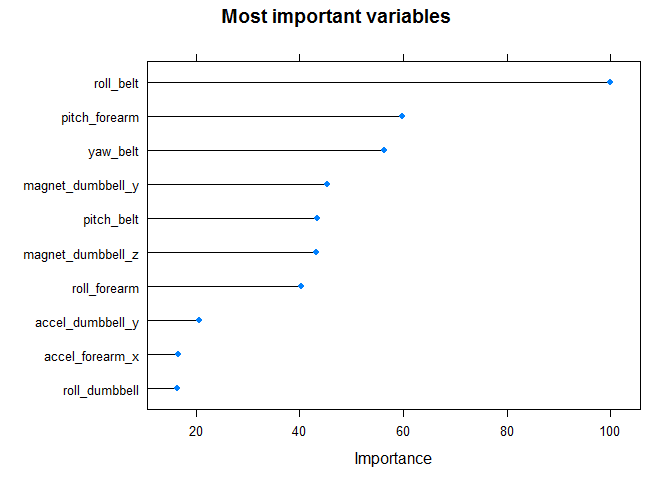 Most important variables
roll_belt
pitch_forearm
yaw_belt
magnet_dumbbell_y
pitch_belt
magnet_dumbbell_z
roll_forearm
accel_dumbbell_y
accel_forearm_x
roll_dumbbell
20 40 60 80 100
Importance